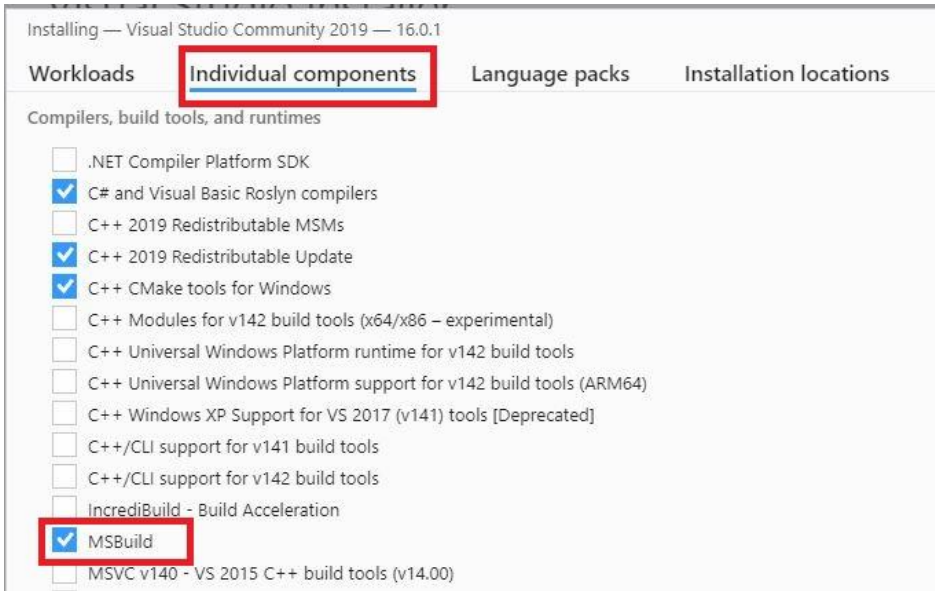 Installing — Visual Studio Community 2019 — 16.0.1
Workloads Individual components Language packs Installation locations
Compilers, build tools, and runtimes
.NET Compiler Platform SDK
C# and Visual Basic Roslyn compilers
C++ 2019 Redistributable MSMs
C++ 2019 Redistributable Update
C++ CMake tools for Windows
C++ Modules for v142 build tools (x64/x86 – experimental)
C++ Universal Windows Platform runtime for v142 build tools
C++ Universal Windows Platform support for v142 build tools (ARM64)
C++ Windows XP Support for VS 2017 (v141) tools [Deprecated]
C++/CLI support for v141 build tools
C++/CLI support for v142 build tools
IncrediBuild - Build Acceleration
MSBuild
MSVC v140 - VS 2015 C++ build tools (v14.00)